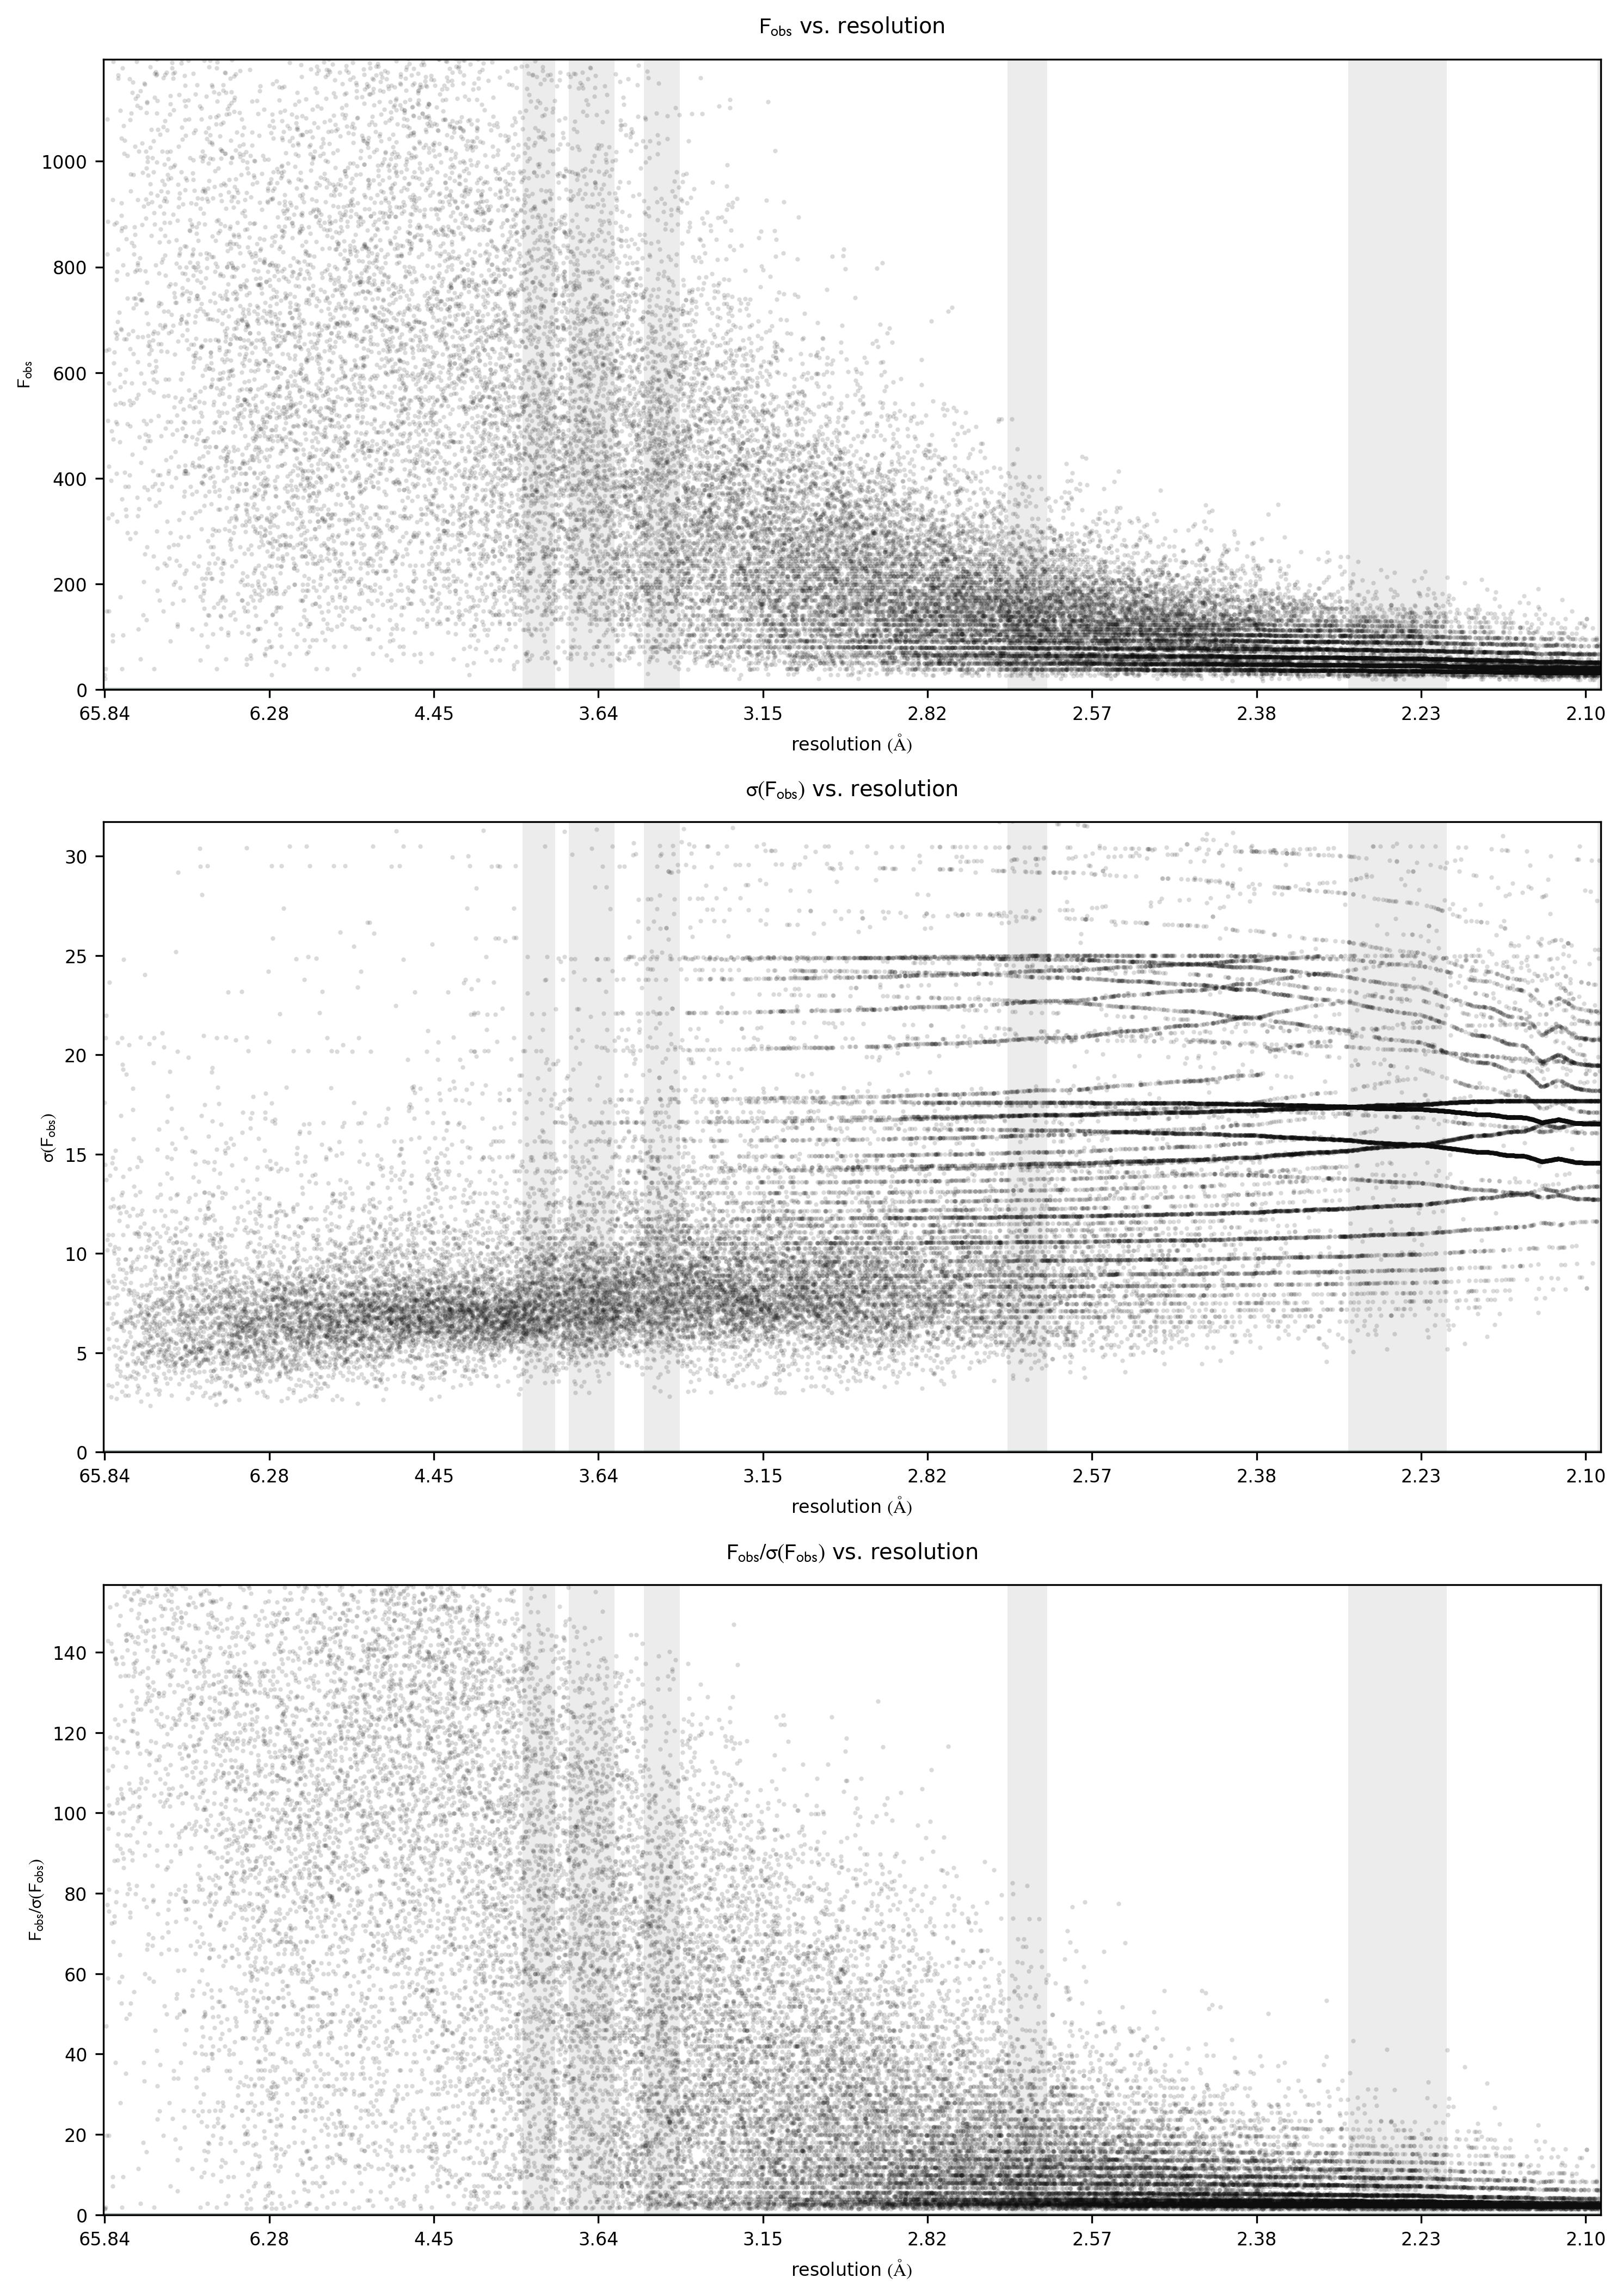 Fobs vs. resolution
1000
800
600
400
200
0
Fobs
65.84 6.28 4.45 3.64 3.15 2.82 2.57 2.38 2.23 2.10
resolution (Å)
σ(Fobs) vs. resolution
30
25
20
15
10
5
0
σ(Fobs)
65.84 6.28 4.45 3.64 3.15 2.82 2.57 2.38 2.23 2.10
resolution (Å)
Fobs/σ(Fobs) vs. resolution
140
120
100
80
60
40
20
0
Fobs/σ(Fobs)
65.84 6.28 4.45 3.64 3.15 2.82 2.57 2.38 2.23 2.10
resolution (Å)